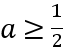 a ≥ 1/2